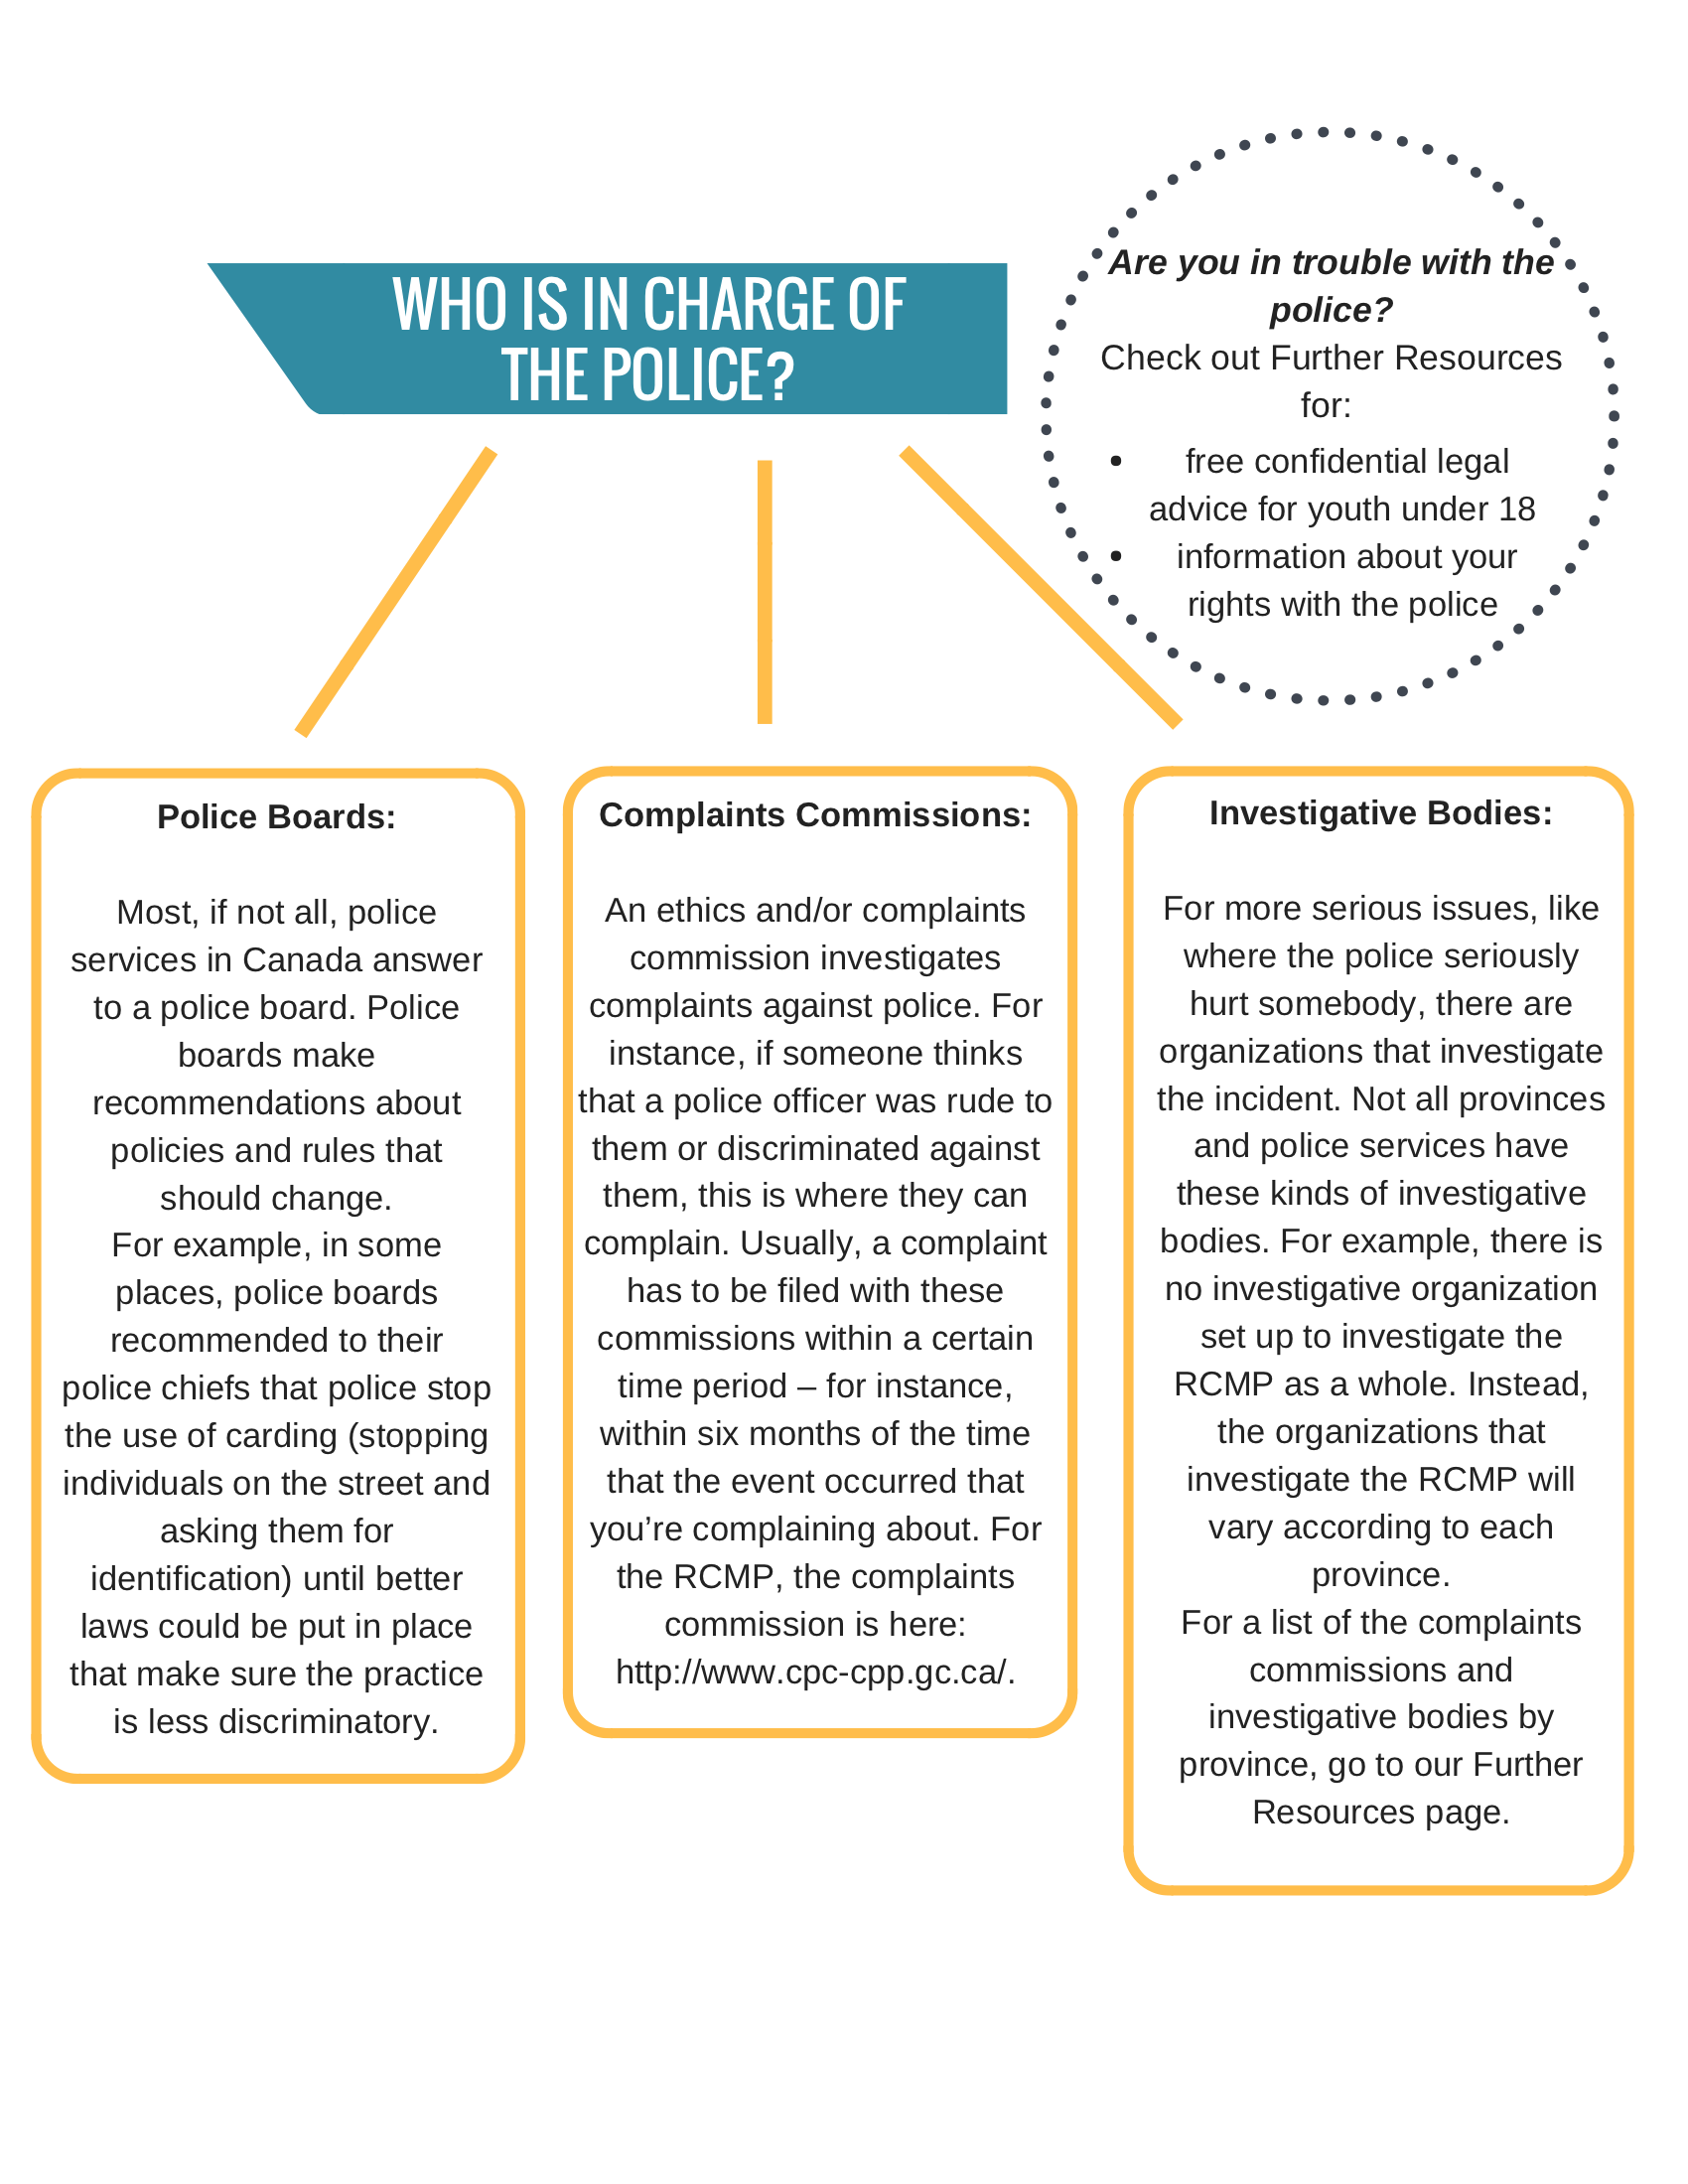 WHO IS IN CHARGE OF
THE POLICE?
Are you in trouble with the
police?
Check out Further Resources
for:
• free confidential legal
advice for youth under 18
• information about your
rights with the police
Police Boards:
Most, if not all, police
services in Canada answer
to a police board. Police
boards make
recommendations about
policies and rules that
should change.
For example, in some
places, police boards
recommended to their
police chiefs that police stop
the use of carding (stopping
individuals on the street and
asking them for
identification) until better
laws could be put in place
that make sure the practice
is less discriminatory.
Complaints Commissions:
An ethics and/or complaints
commission investigates
complaints against police. For
instance, if someone thinks
that a police officer was rude to
them or discriminated against
them, this is where they can
complain. Usually, a complaint
has to be filed with these
commissions within a certain
time period – for instance,
within six months of the time
that the event occurred that
you’re complaining about. For
the RCMP, the complaints
commission is here:
http://www.cpc-cpp.gc.ca/.
Investigative Bodies:
For more serious issues, like
where the police seriously
hurt somebody, there are
organizations that investigate
the incident. Not all provinces
and police services have
these kinds of investigative
bodies. For example, there is
no investigative organization
set up to investigate the
RCMP as a whole. Instead,
the organizations that
investigate the RCMP will
vary according to each
province.
For a list of the complaints
commissions and
investigative bodies by
province, go to our Further
Resources page.